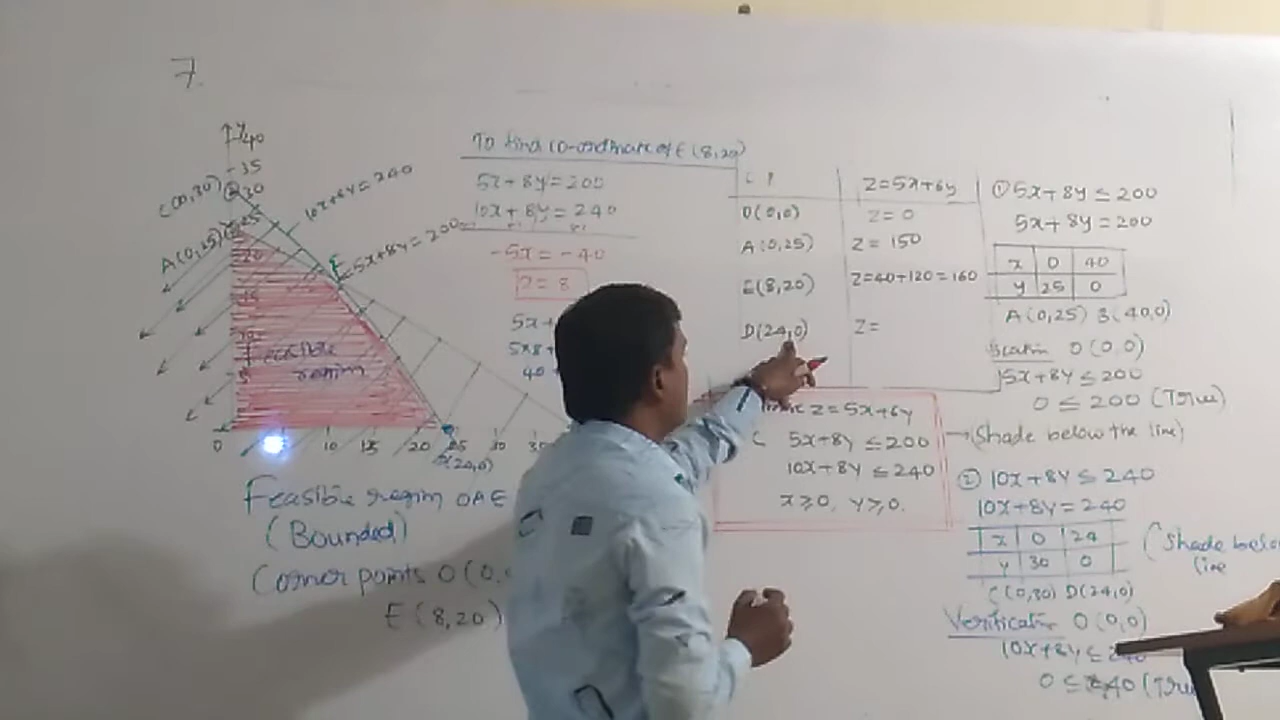 7.
y
40
35
30
25
20
15
10
5
0
10
15
20
25
30
C(0,30)
10x+8y=240
A(0,25)
E
5x+8y=200
feasible
region
D(24,0)
Feasible region OAE
(Bounded)
Corner points O(0,
E(8,20)
To find co-ordinate of E(8,20)
5x+8y=200
10x+8y=240
-5x=-40
x=8
5x+
5×8+
40+
C P Z=5x+6y
O(0,0) Z=0
A(0,25) Z=150
E(8,20) Z=40+120=160
D(24,0) Z=
Z=5x+6y
5x+8y≤200
10x+8y≤240
x≥0, y≥0.
① 5x+8y≤200
5x+8y=200
x 0 40
y 25 0
A(0,25) B(40,0)
O(0,0)
5x+8y≤200
0≤200 (True)
(Shade below the line)
② 10x+8y≤240
10x+8y=240
x 0 24
y 30 0
(Shade below
line
C(0,30) D(24,0)
Verification O(0,0)
10x+8y≤240
0≤240 (True